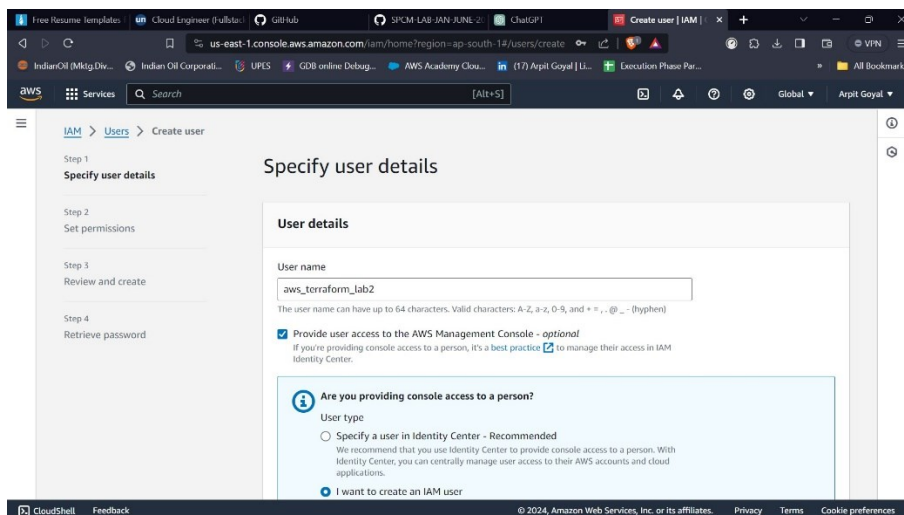 Free Resume Templates
Cloud Engineer (Fullstac
GitHub
SPCM-LAB-JAN-JUNE-20
ChatGPT
Create user | IAM |
us-east-1.console.aws.amazon.com/iam/home?region=ap-south-1#/users/create
VPN
IndianOil (Mktg.Div...
Indian Oil Corporati...
UPES
GDB online Debug...
AWS Academy Clou...
(17) Arpit Goyal | Li...
Execution Phase Par...
»
All Bookmark
aws
Services
Search
[Alt+S]
Global
Arpit Goyal
IAM > Users > Create user
Step 1
Specify user details
Step 2
Set permissions
Step 3
Review and create
Step 4
Retrieve password
Specify user details
User details
User name
aws_terraform_lab2
The user name can have up to 64 characters. Valid characters: A-Z, a-z, 0-9, and + = , . @ _ - (hyphen)
Provide user access to the AWS Management Console - optional
If you're providing console access to a person, it's a best practice to manage their access in IAM
Identity Center.
Are you providing console access to a person?
User type
Specify a user in Identity Center - Recommended
We recommend that you use Identity Center to provide console access to a person. With
Identity Center, you can centrally manage user access to their AWS accounts and cloud
applications.
I want to create an IAM user
CloudShell
Feedback
© 2024, Amazon Web Services, Inc. or its affiliates.
Privacy
Terms
Cookie preferences